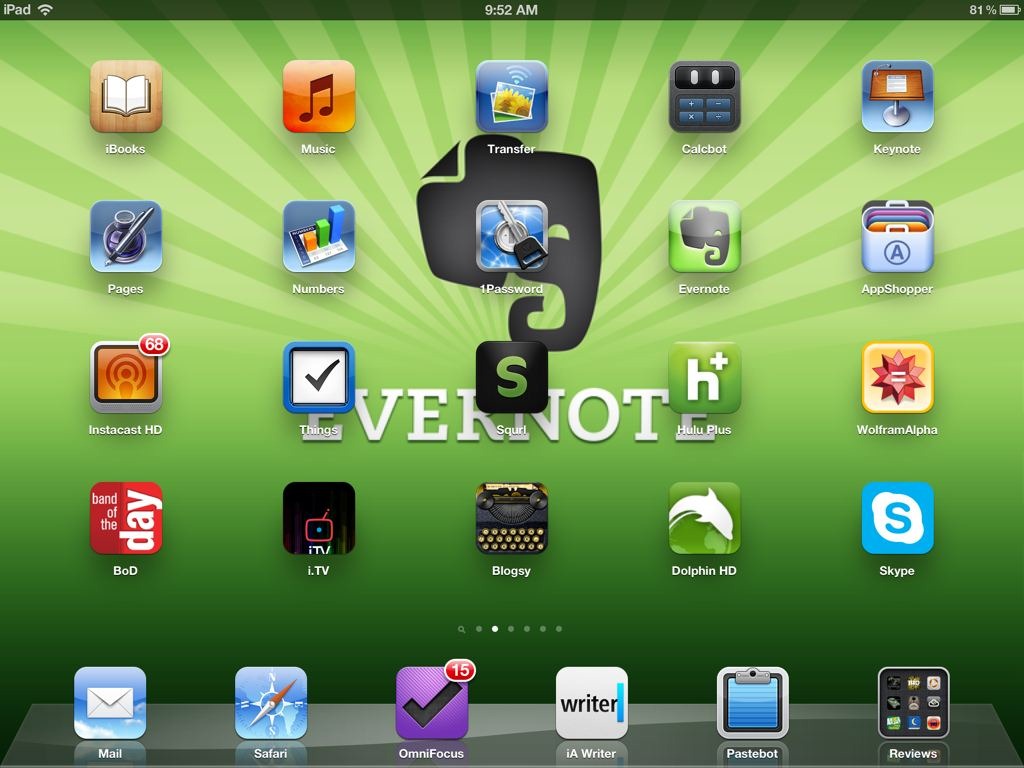 iPad 9:52 AM 81%
iBooks Music Transfer Calcbot Keynote
NUMBERS
Pages Numbers 1Password Evernote AppShopper
68
S h+ =
Instacast HD Things Squrl Hulu Plus WolframAlpha
EVERNOTE
band of the day
iTV
S
BoD i.TV Blogsy Dolphin HD Skype
15
N
writer
Mail Safari OmniFocus iA Writer Pastebot Reviews